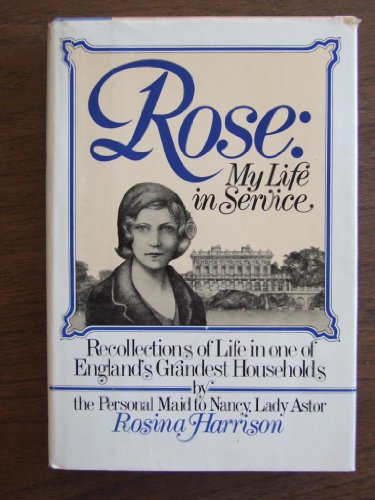 Rose:
My Life
in Service
Recollections of Life in one of
England's Grandest Households
by
the Personal Maid to Nancy, Lady Astor
Rosina Harrison